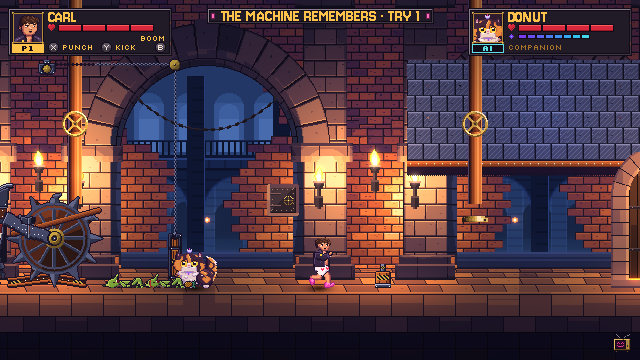 CARL
P1
BOOM
X PUNCH Y KICK B
THE MACHINE REMEMBERS · TRY 1
DONUT
AI
COMPANION